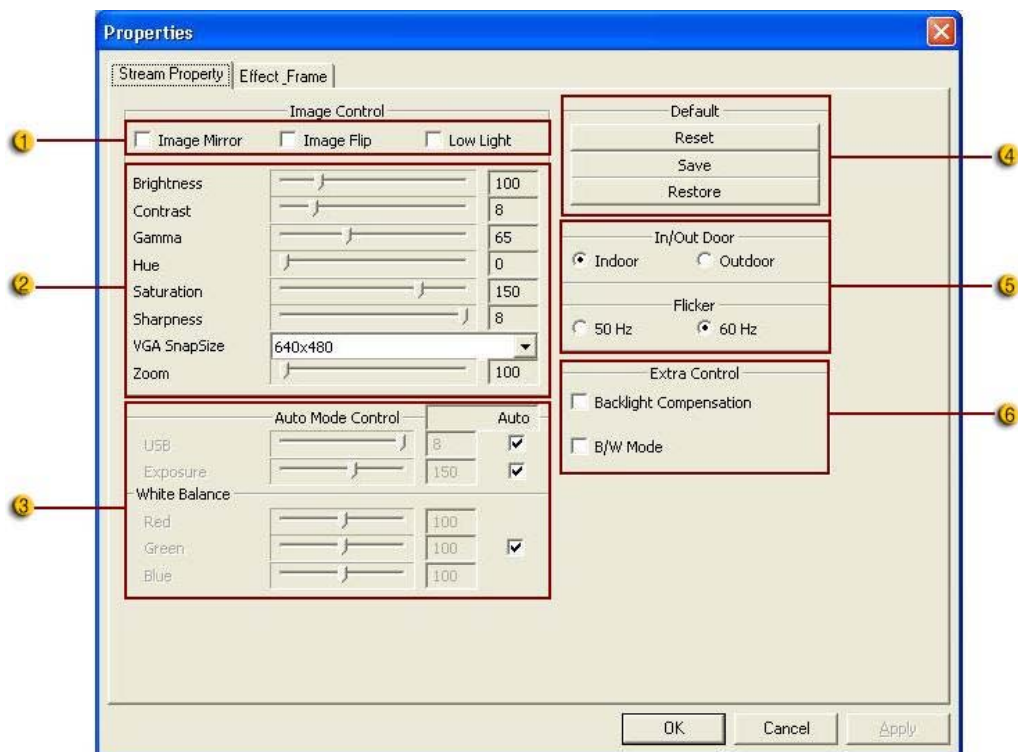 Properties
Stream Property Effect_Frame
Image Control
1
Image Mirror Image Flip Low Light
2
Brightness 100
Contrast 8
Gamma 65
Hue 0
Saturation 150
Sharpness 8
VGA SnapSize 640x480
Zoom 100
3
Auto Mode Control Auto
USB 8
Exposure 150
White Balance
Red 100
Green 100
Blue 100
Default
4
Reset
Save
Restore
5
In/Out Door
Indoor Outdoor
Flicker
50 Hz 60 Hz
6
Extra Control
Backlight Compensation
B/W Mode
OK Cancel Apply